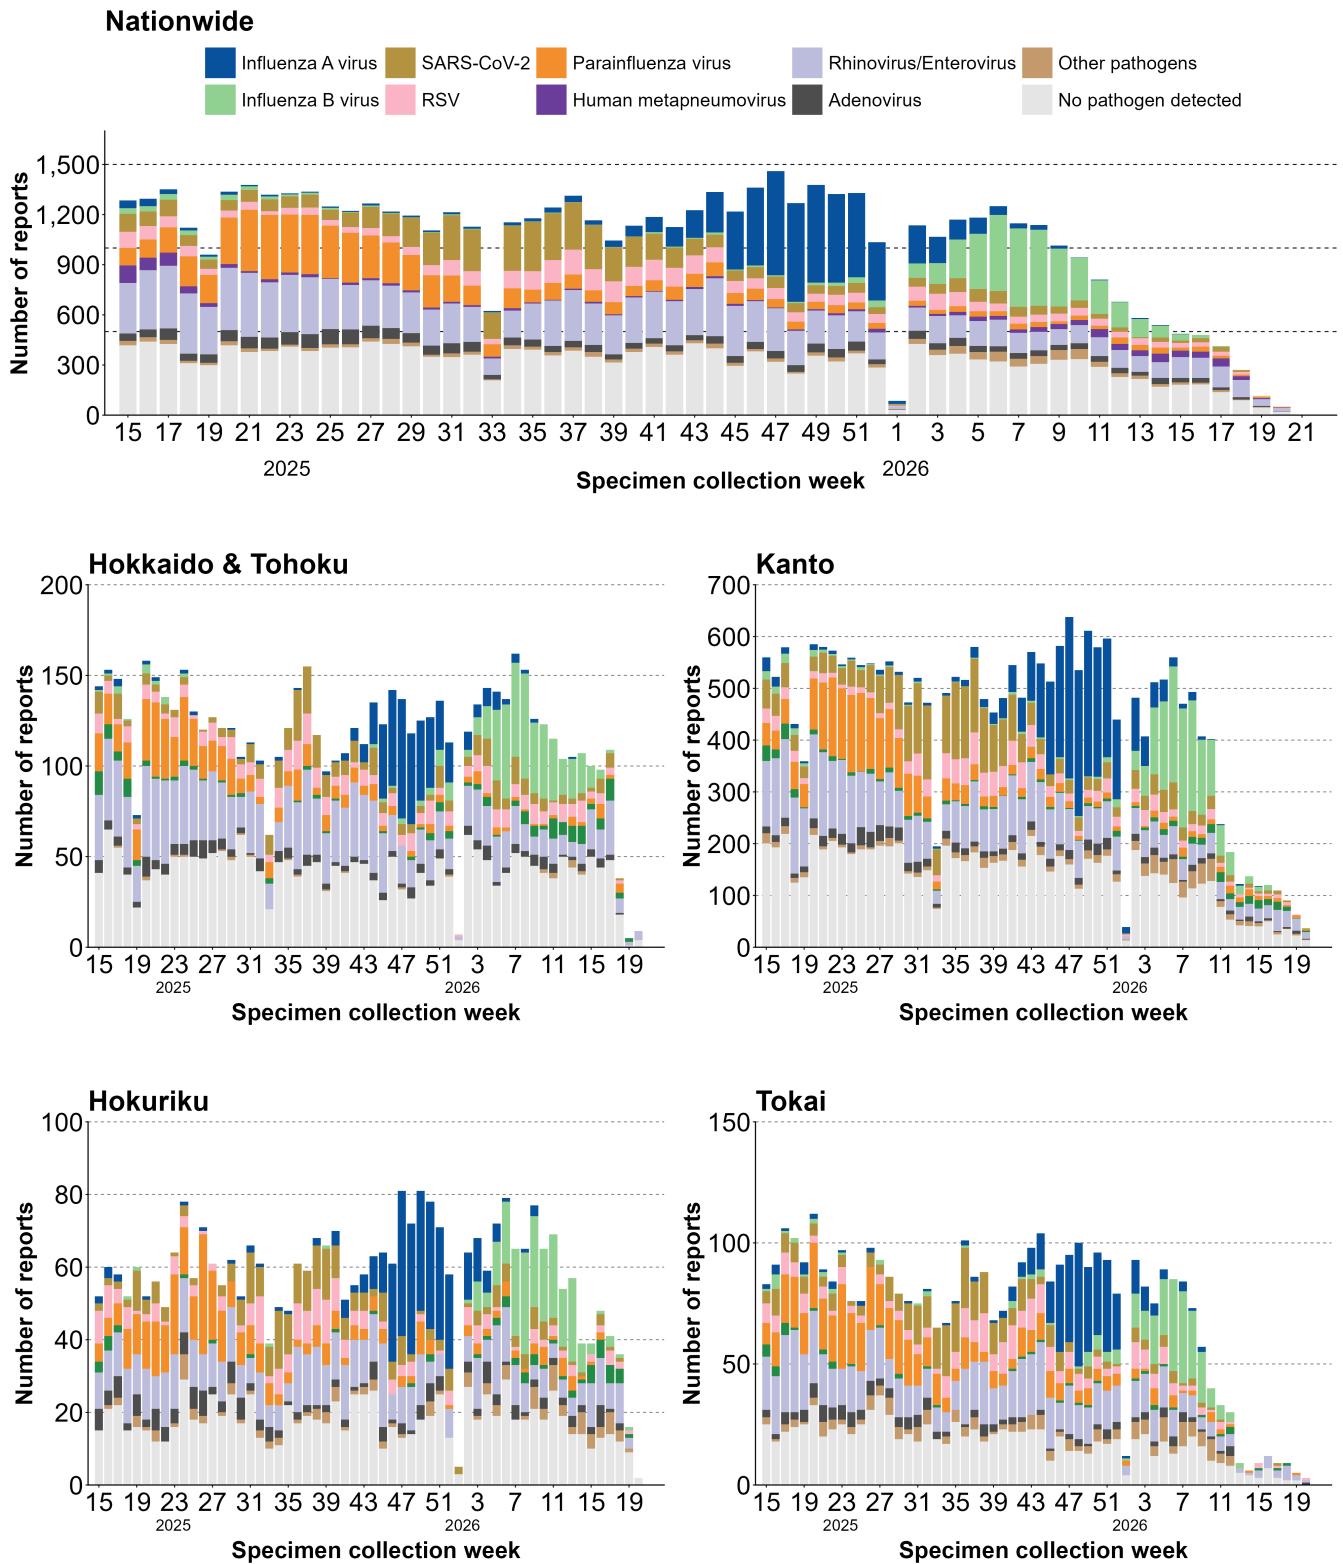 Nationwide
Influenza A virus SARS-CoV-2 Parainfluenza virus Rhinovirus/Enterovirus Other pathogens
Influenza B virus RSV Human metapneumovirus Adenovirus No pathogen detected
Number of reports
1,500
1,200
900
600
300
0
15 17 19 21 23 25 27 29 31 33 35 37 39 41 43 45 47 49 51 1 3 5 7 9 11 13 15 17 19 21
2025 2026
Specimen collection week
Hokkaido & Tohoku
Number of reports
200
150
100
50
0
15 19 23 27 31 35 39 43 47 51 3 7 11 15 19
2025 2026
Specimen collection week
Kanto
Number of reports
700
600
500
400
300
200
100
0
15 19 23 27 31 35 39 43 47 51 3 7 11 15 19
2025 2026
Specimen collection week
Hokuriku
Number of reports
100
80
60
40
20
0
15 19 23 27 31 35 39 43 47 51 3 7 11 15 19
2025 2026
Specimen collection week
Tokai
Number of reports
150
100
50
0
15 19 23 27 31 35 39 43 47 51 3 7 11 15 19
2025 2026
Specimen collection week